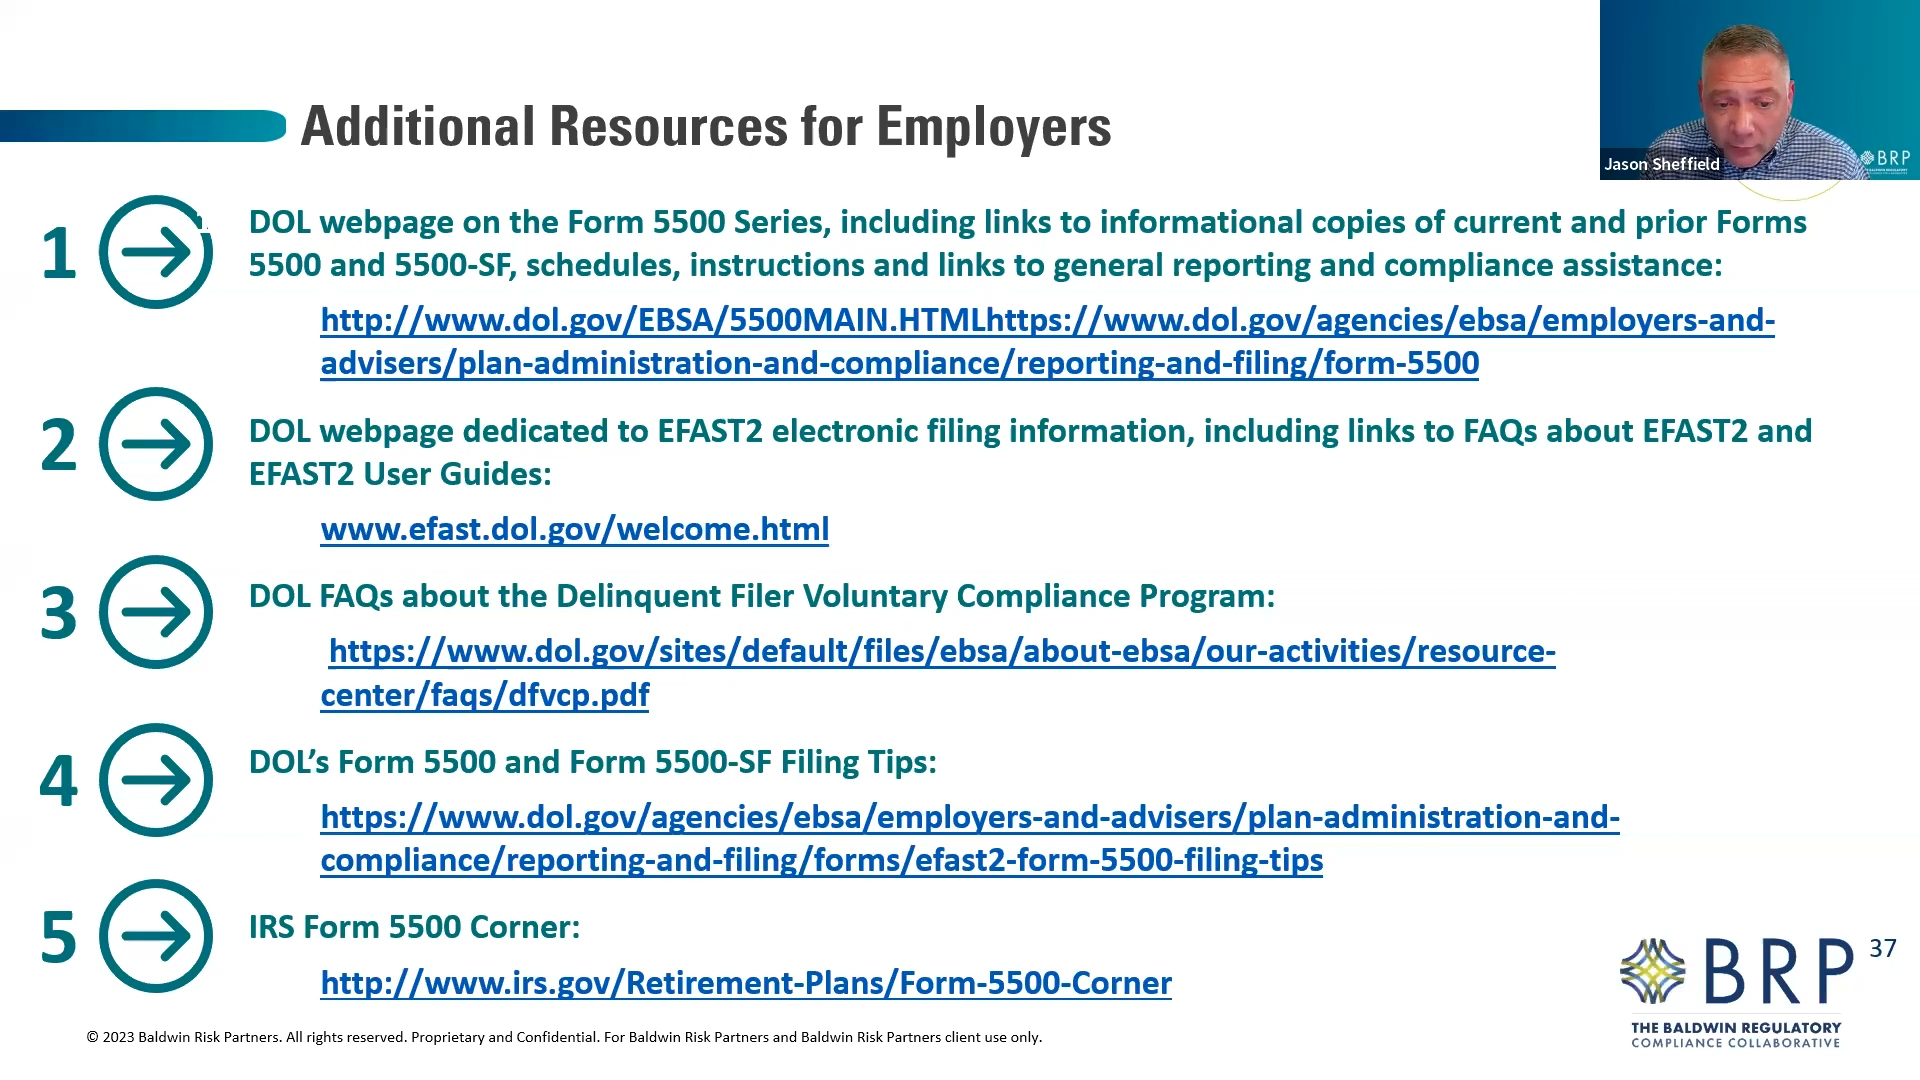 Additional Resources for Employers
Jason Sheffield
BRP
1
DOL webpage on the Form 5500 Series, including links to informational copies of current and prior Forms
5500 and 5500-SF, schedules, instructions and links to general reporting and compliance assistance:
http://www.dol.gov/EBSA/5500MAIN.HTMLhttps://www.dol.gov/agencies/ebsa/employers-and-
advisers/plan-administration-and-compliance/reporting-and-filing/form-5500
2
DOL webpage dedicated to EFAST2 electronic filing information, including links to FAQs about EFAST2 and
EFAST2 User Guides:
www.efast.dol.gov/welcome.html
3
DOL FAQs about the Delinquent Filer Voluntary Compliance Program:
https://www.dol.gov/sites/default/files/ebsa/about-ebsa/our-activities/resource-
center/faqs/dfvcp.pdf
4
DOL’s Form 5500 and Form 5500-SF Filing Tips:
https://www.dol.gov/agencies/ebsa/employers-and-advisers/plan-administration-and-
compliance/reporting-and-filing/forms/efast2-form-5500-filing-tips
5
IRS Form 5500 Corner:
http://www.irs.gov/Retirement-Plans/Form-5500-Corner
BRP
37
THE BALDWIN REGULATORY
COMPLIANCE COLLABORATIVE
© 2023 Baldwin Risk Partners. All rights reserved. Proprietary and Confidential. For Baldwin Risk Partners and Baldwin Risk Partners client use only.